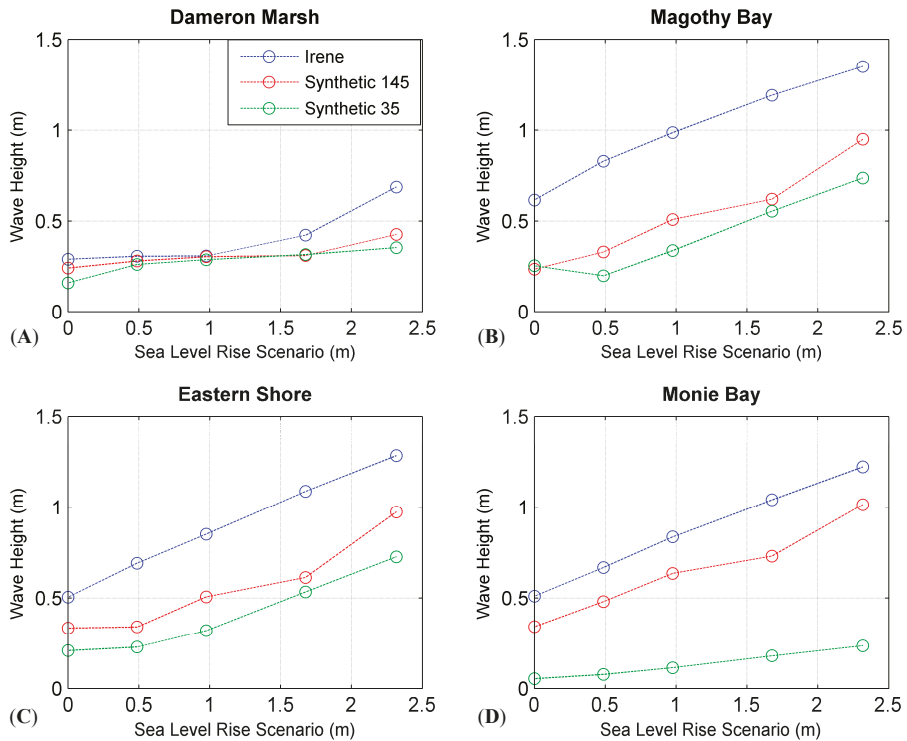 Dameron Marsh
1.5
1
0.5
0
Wave Height (m)
Irene
Synthetic 145
Synthetic 35
0 0.5 1 1.5 2 2.5
Sea Level Rise Scenario (m)
(A)
Magothy Bay
1.5
1
0.5
0
Wave Height (m)
0 0.5 1 1.5 2 2.5
Sea Level Rise Scenario (m)
(B)
Eastern Shore
1.5
1
0.5
0
Wave Height (m)
0 0.5 1 1.5 2 2.5
Sea Level Rise Scenario (m)
(C)
Monie Bay
1.5
1
0.5
0
Wave Height (m)
0 0.5 1 1.5 2 2.5
Sea Level Rise Scenario (m)
(D)